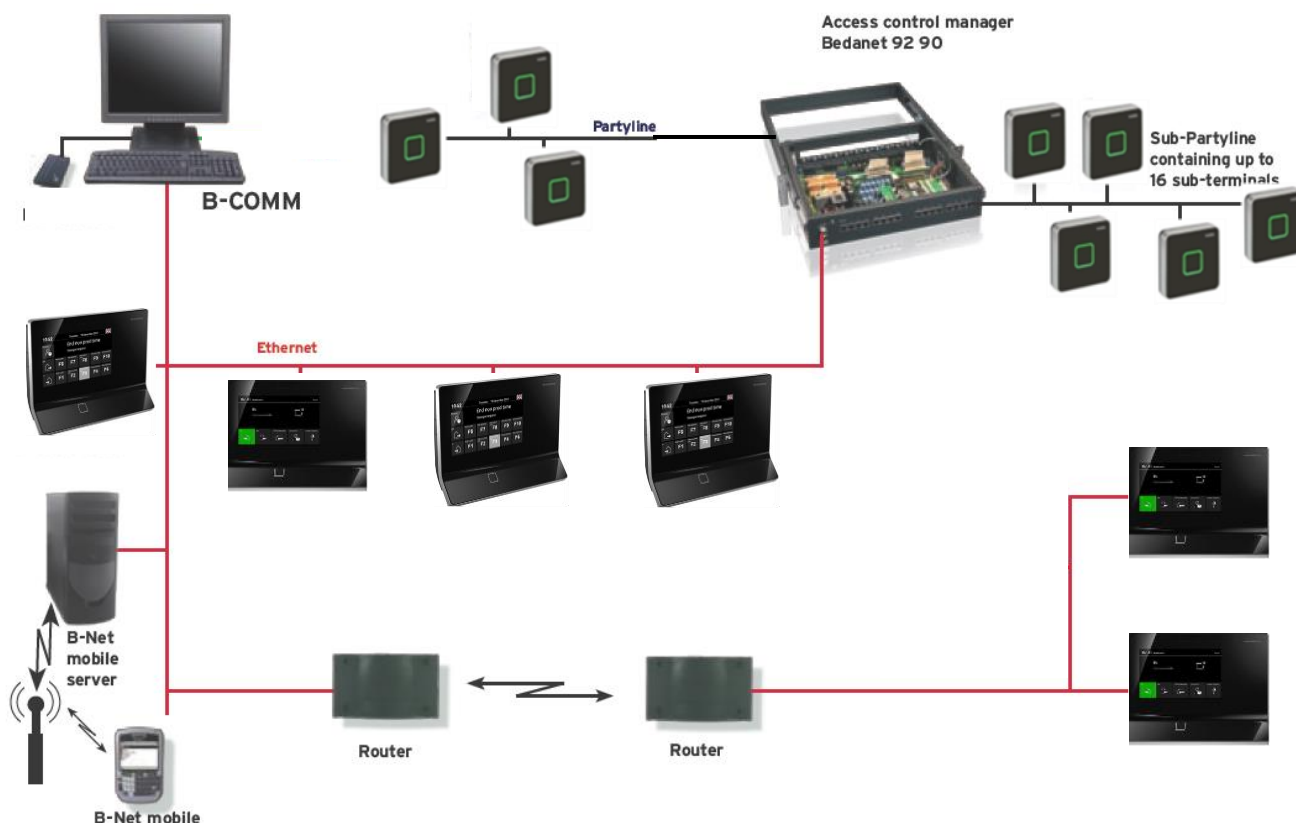 Access control manager
Bedanet 92 90
Partyline
Sub-Partyline
containing up to
16 sub-terminals
B-COMM
Ethernet
B-Net
mobile
server
Router
Router
B-Net mobile